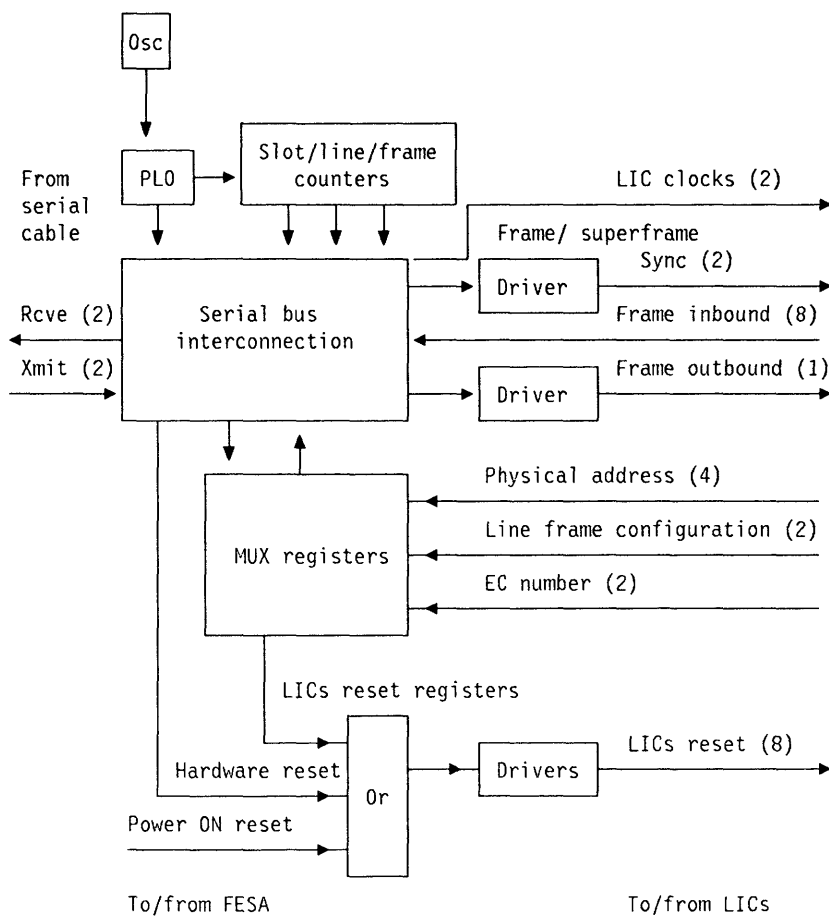 Osc
PLO
Slot/line/frame
counters
From
serial
cable
LIC clocks (2)
Frame/ superframe
Sync (2)
Driver
Rcve (2)
Serial bus
interconnection
Frame inbound (8)
Xmit (2)
Driver
Frame outbound (1)
Physical address (4)
Line frame configuration (2)
MUX registers
EC number (2)
LICs reset registers
LICs reset (8)
Hardware reset
Or
Drivers
Power ON reset
To/from FESA
To/from LICs